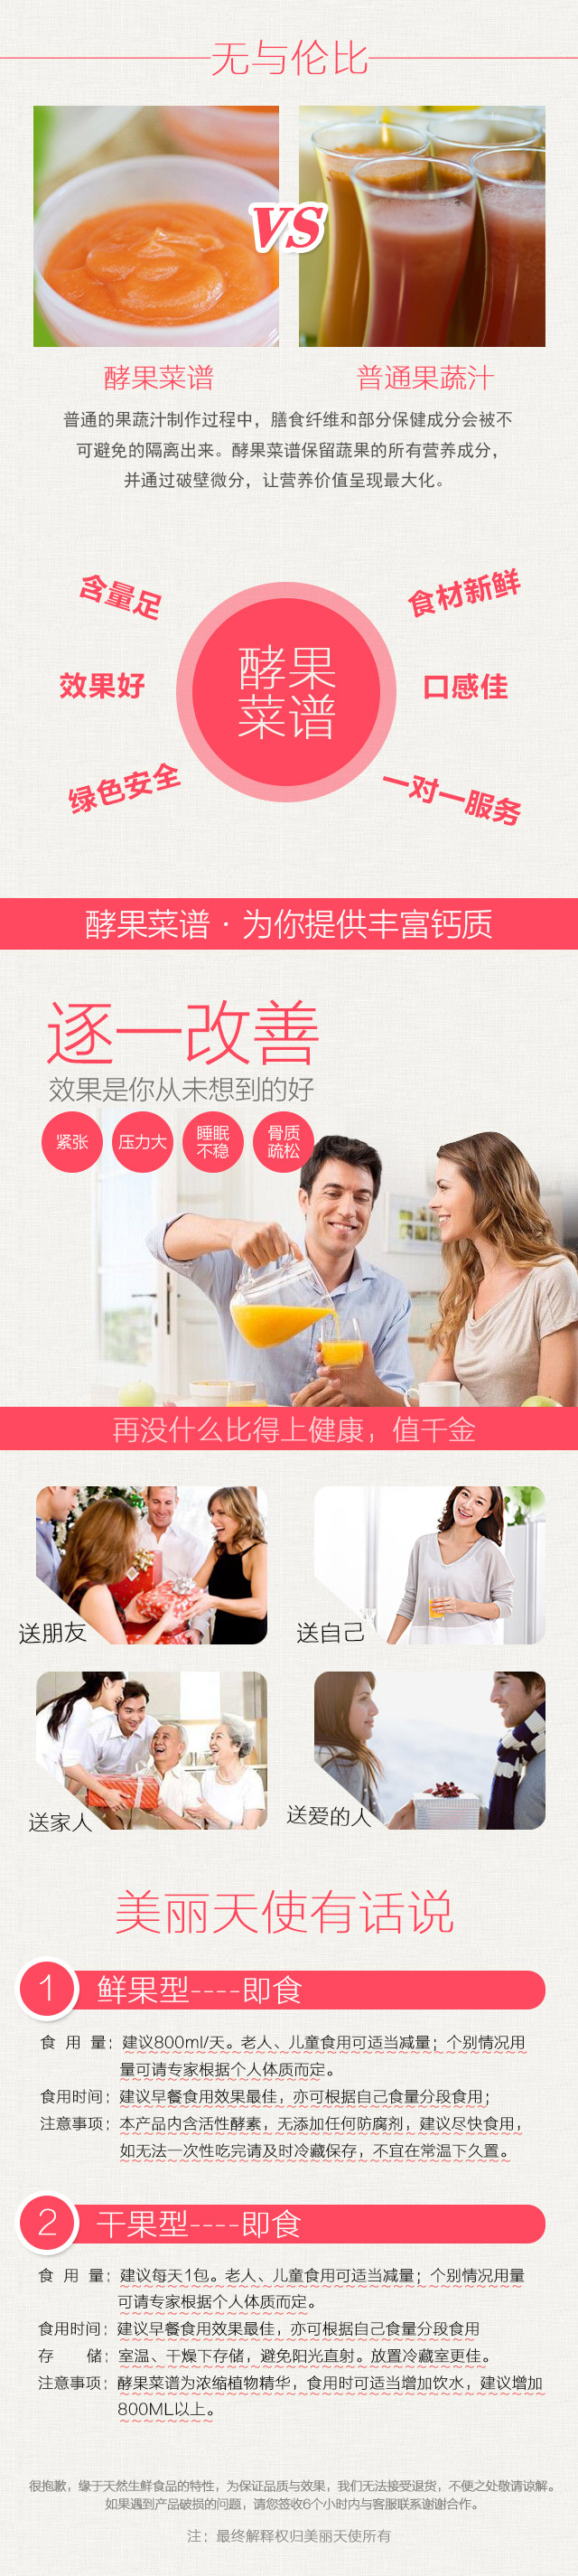 无与伦比
VS
酵果菜谱
普通果蔬汁
普通的果蔬汁制作过程中，膳食纤维和部分保健成分会被不
可避免的隔离出来。酵果菜谱保留蔬果的所有营养成分，
并通过破壁微分，让营养价值呈现最大化。
含量足
食材新鲜
效果好
酵果
菜谱
口感佳
绿色安全
一对一服务
酵果菜谱·为你提供丰富钙质
逐一改善
效果是你从未想到的好
紧张
压力大
睡眠
不稳
骨质
疏松
再没什么比得上健康，值千金
送朋友
送自己
送家人
送爱的人
美丽天使有话说
1 鲜果型----即食
食 用 量：建议800ml/天。老人、儿童食用可适当减量；个别情况用
量可请专家根据个人体质而定。
食用时间：建议早餐食用效果最佳，亦可根据自己食量分段食用；
注意事项：本产品内含活性酵素，无添加任何防腐剂，建议尽快食用，
如无法一次性吃完请及时冷藏保存，不宜在常温下久置。
2 干果型----即食
食 用 量：建议每天1包。老人、儿童食用可适当减量；个别情况用量
可请专家根据个人体质而定。
食用时间：建议早餐食用效果最佳，亦可根据自己食量分段食用
存 储：室温、干燥下存储，避免阳光直射。放置冷藏室更佳。
注意事项：酵果菜谱为浓缩植物精华，食用时可适当增加饮水，建议增加
800ML以上。
很抱歉，缘于天然生鲜食品的特性，为保证品质与效果，我们无法接受退货，不便之处敬请谅解。
如果遇到产品破损的问题，请您签收6个小时内与客服联系谢谢合作。
注：最终解释权归美丽天使所有